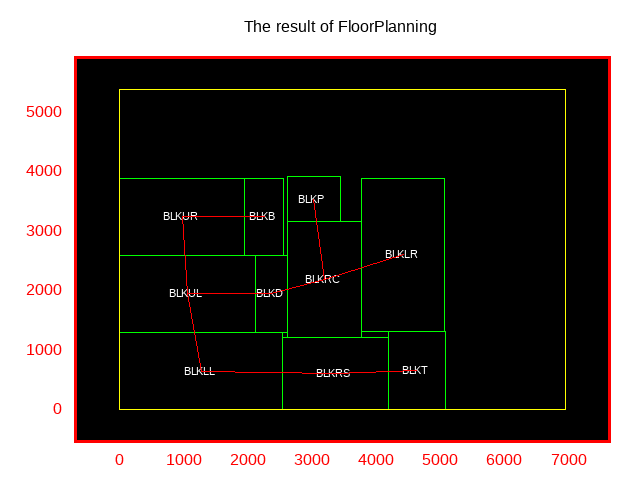 The result of FloorPlanning
5000
4000
3000
2000
1000
0
BLKP
BLKUR
BLKB
BLKLR
BLKRC
BLKUL
BLKD
BLKLL
BLKRS
BLKT
0 1000 2000 3000 4000 5000 6000 7000